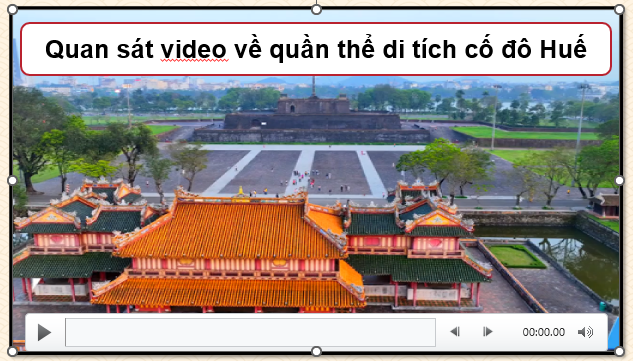 Quan sát video về quần thể di tích cố đô Huế
00:00.00